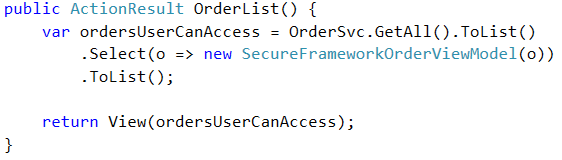 public ActionResult OrderList() {
    var ordersUserCanAccess = OrderSvc.GetAll().ToList()
        .Select(o => new SecureFrameworkOrderViewModel(o))
        .ToList();

    return View(ordersUserCanAccess);
}